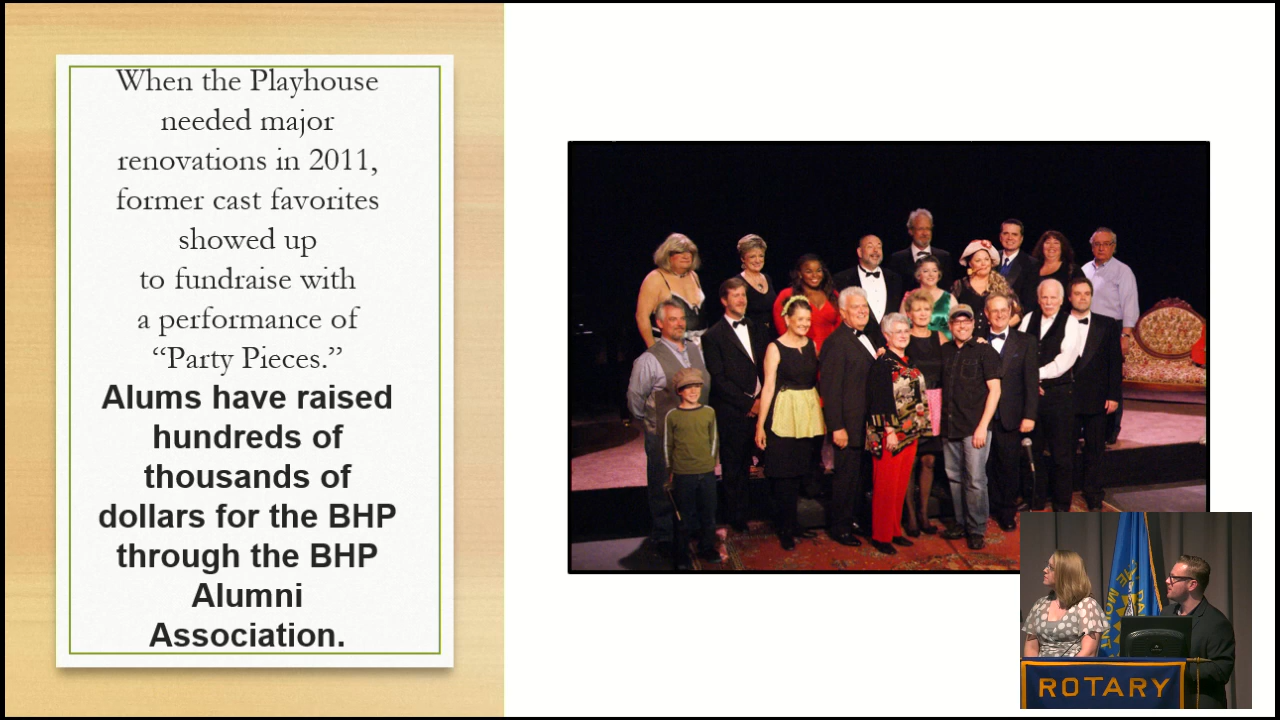 When the Playhouse
needed major
renovations in 2011,
former cast favorites
showed up
to fundraise with
a performance of
“Party Pieces.”
Alums have raised
hundreds of
thousands of
dollars for the BHP
through the BHP
Alumni
Association.
ROTARY